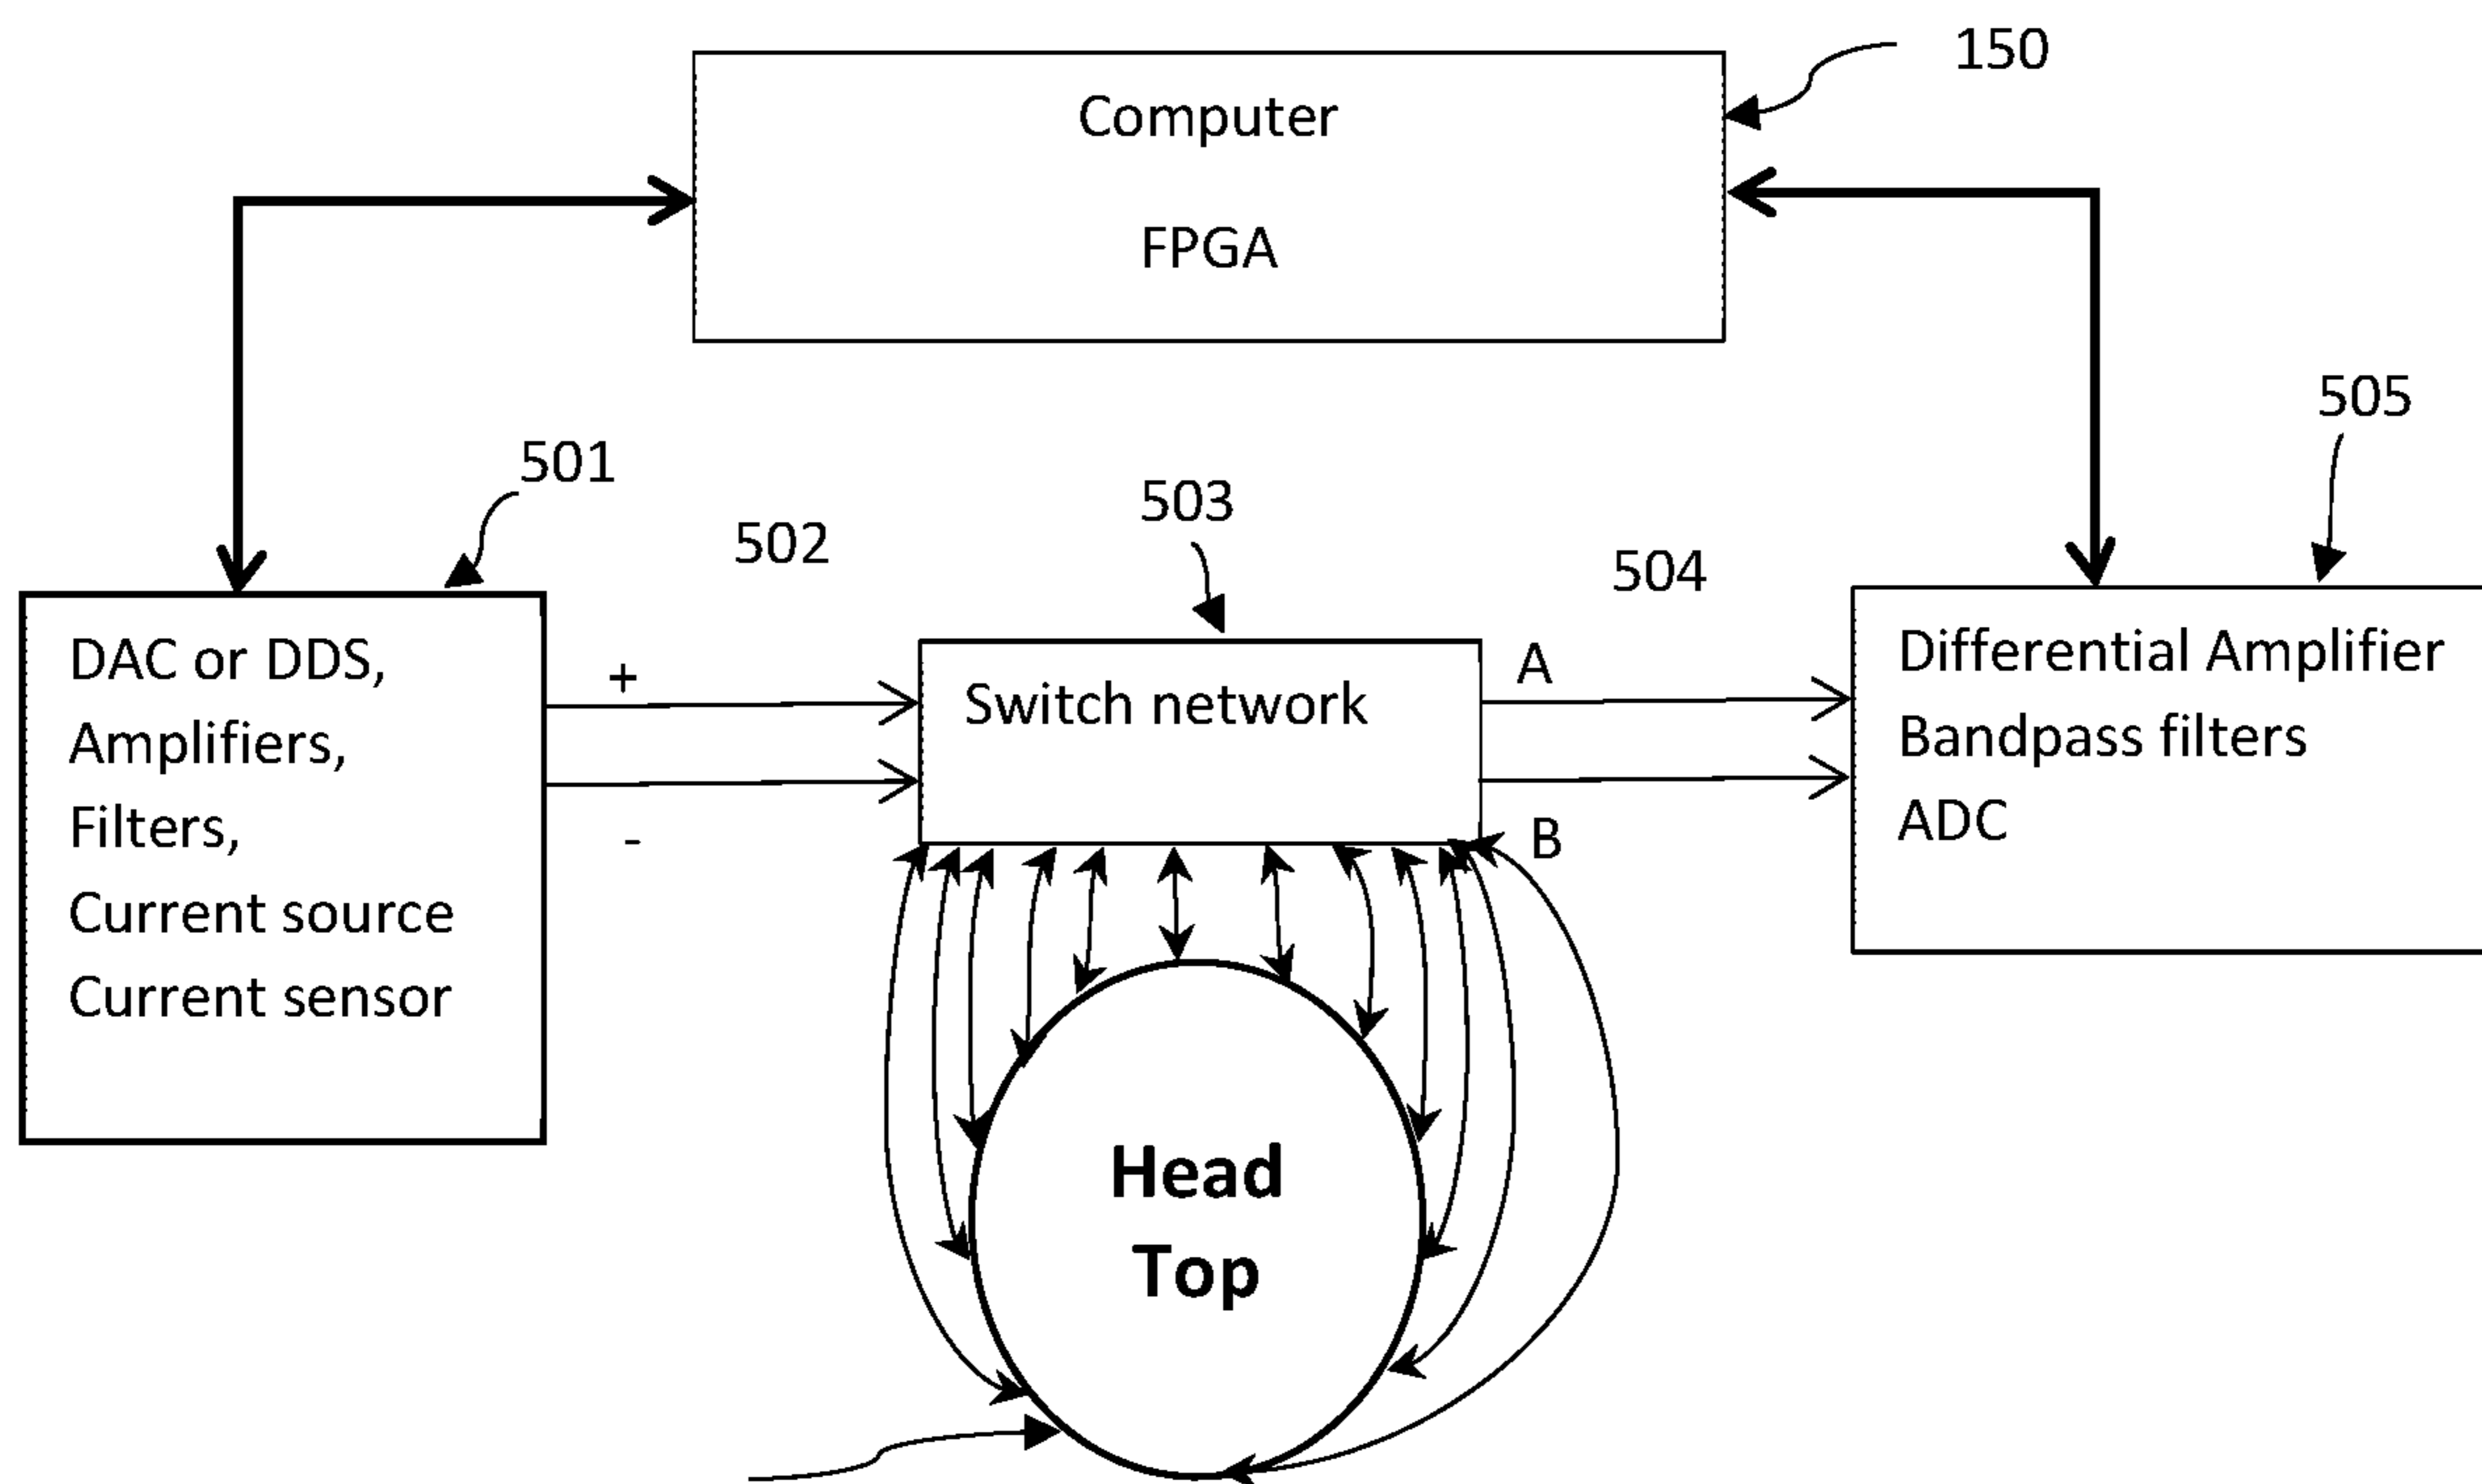 150
Computer
FPGA
505
501
503
502
504
DAC or DDS,
Amplifiers,
Filters,
Current source
Current sensor
+
-
Switch network
A
B
Differential Amplifier
Bandpass filters
ADC
Head
Top